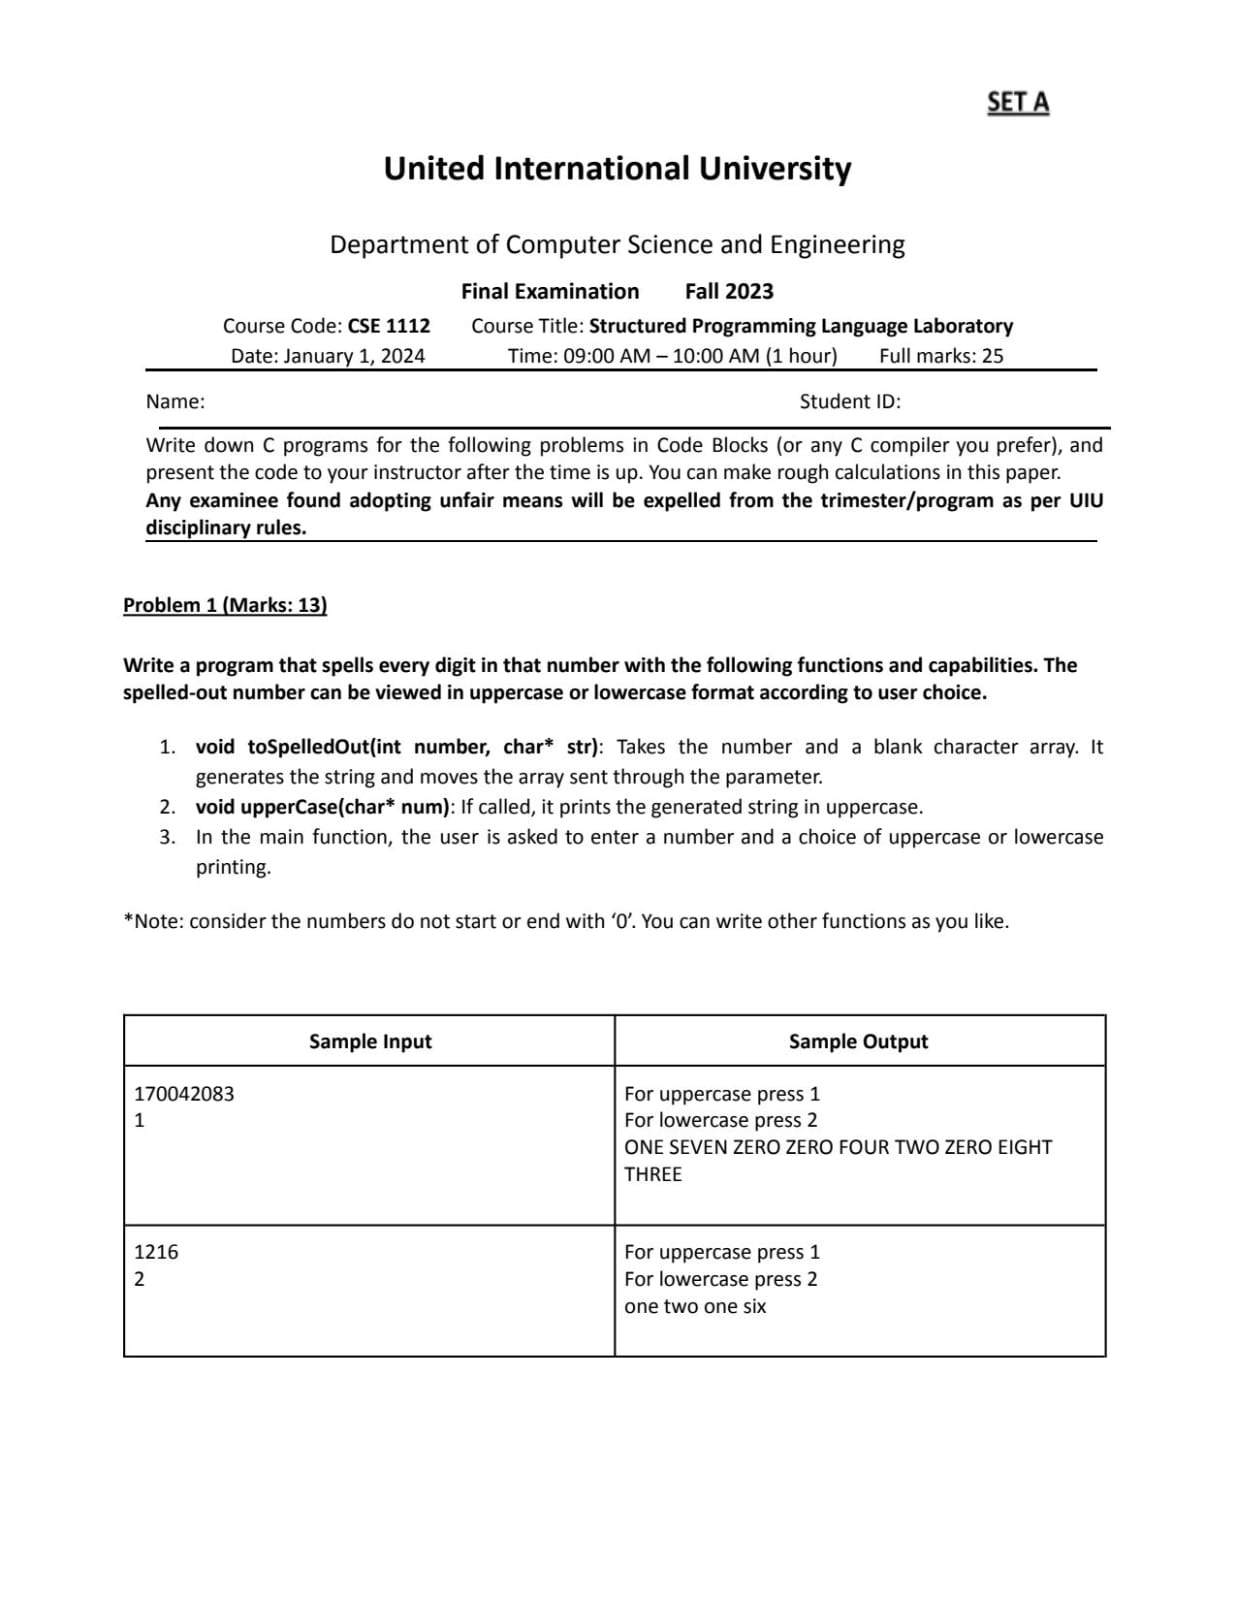 SET A
United International University
Department of Computer Science and Engineering
Final Examination Fall 2023
Course Code: CSE 1112 Course Title: Structured Programming Language Laboratory
Date: January 1, 2024 Time: 09:00 AM – 10:00 AM (1 hour) Full marks: 25
Name: Student ID:
Write down C programs for the following problems in Code Blocks (or any C compiler you prefer), and
present the code to your instructor after the time is up. You can make rough calculations in this paper.
Any examinee found adopting unfair means will be expelled from the trimester/program as per UIU
disciplinary rules.
Problem 1 (Marks: 13)
Write a program that spells every digit in that number with the following functions and capabilities. The
spelled-out number can be viewed in uppercase or lowercase format according to user choice.
1. void toSpelledOut(int number, char* str): Takes the number and a blank character array. It
generates the string and moves the array sent through the parameter.
2. void upperCase(char* num): If called, it prints the generated string in uppercase.
3. In the main function, the user is asked to enter a number and a choice of uppercase or lowercase
printing.
*Note: consider the numbers do not start or end with ‘0’. You can write other functions as you like.
Sample Input Sample Output
170042083
1
For uppercase press 1
For lowercase press 2
ONE SEVEN ZERO ZERO FOUR TWO ZERO EIGHT
THREE
1216
2
For uppercase press 1
For lowercase press 2
one two one six